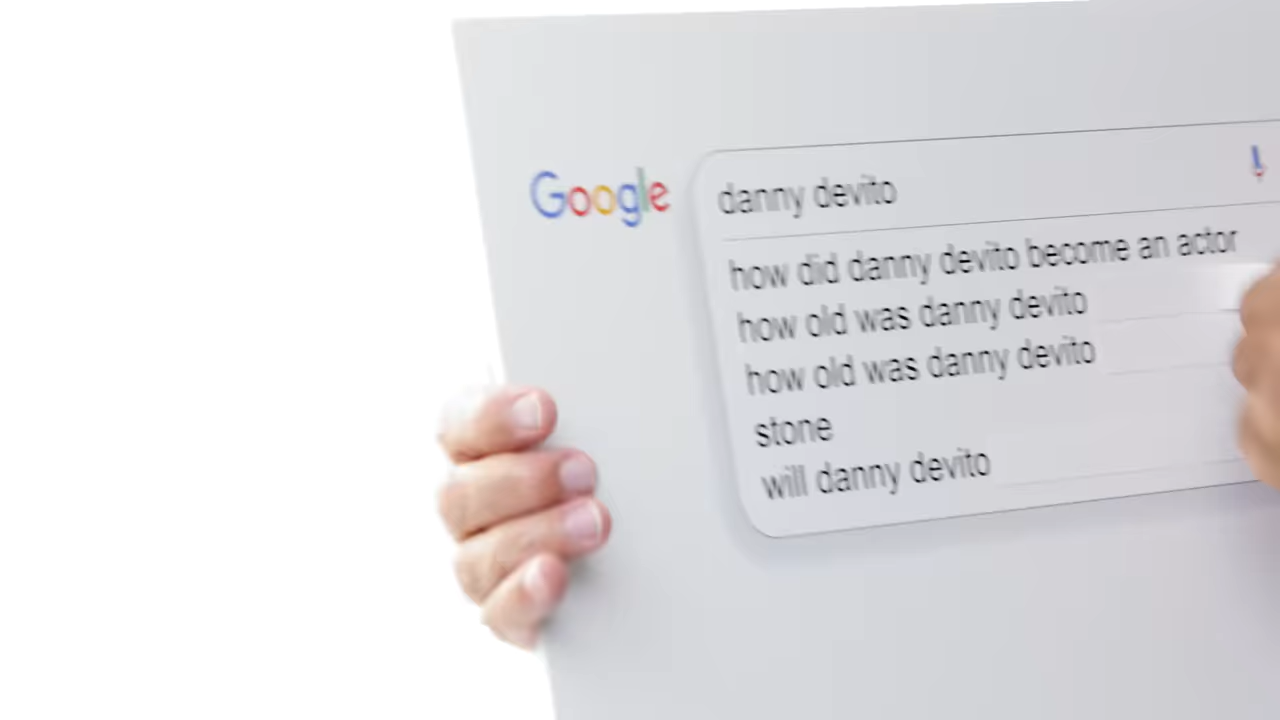 Google
danny devito
how did danny devito become an actor
how old was danny devito
how old was danny devito
stone
will danny devito